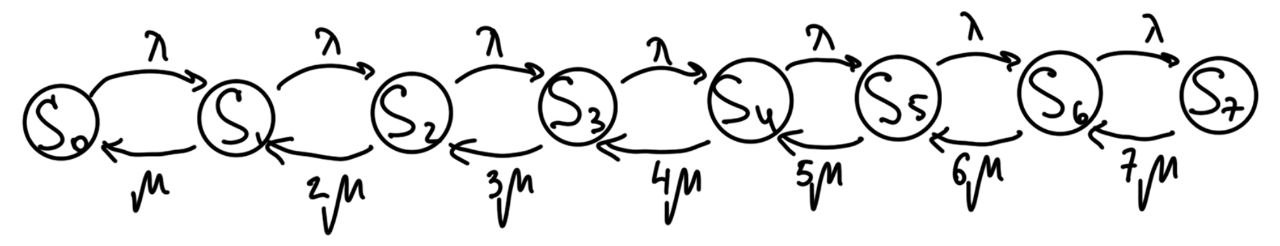 λ λ λ λ λ λ λ
S₀ S₁ S₂ S₃ S₄ S₅ S₆ S₇
μ 2μ 3μ 4μ 5μ 6μ 7μ